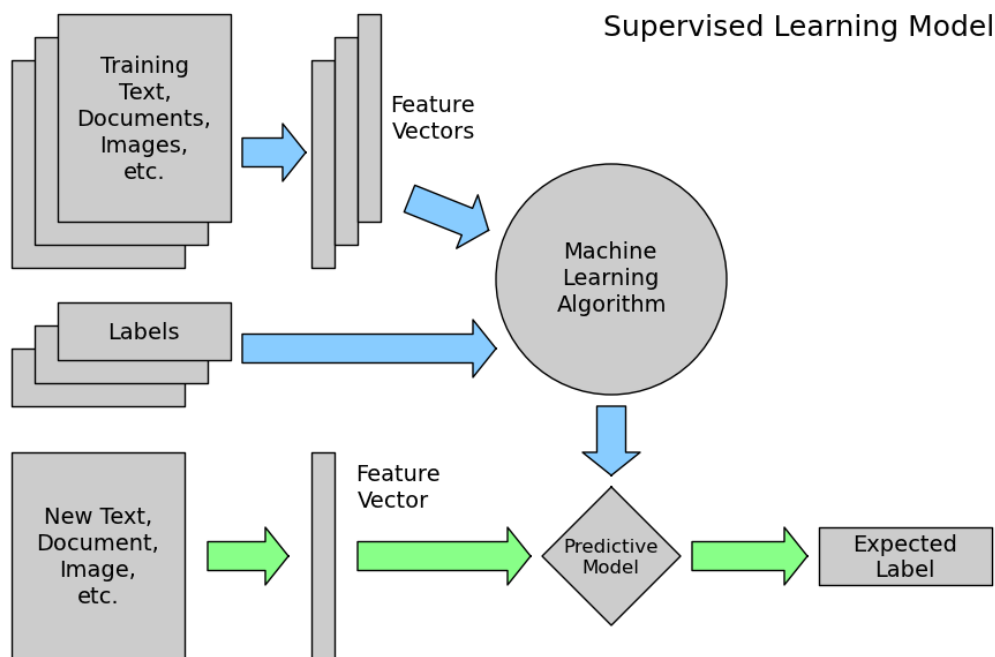 Supervised Learning Model
Training
Text,
Documents,
Images,
etc.
Feature
Vectors
Machine
Learning
Algorithm
Labels
New Text,
Document,
Image,
etc.
Feature
Vector
Predictive
Model
Expected
Label